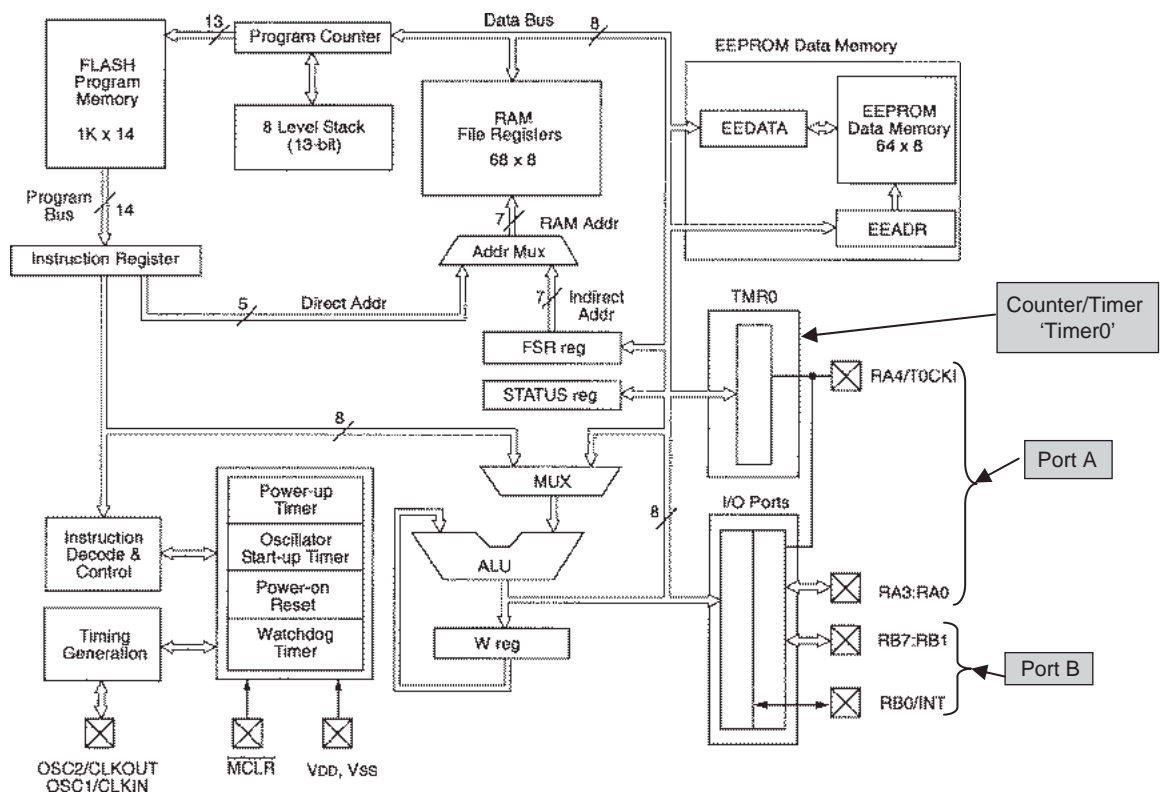 13
Program Counter
Data Bus
8
EEPROM Data Memory
FLASH
Program
Memory
1K x 14
8 Level Stack
(13-bit)
RAM
File Registers
68 x 8
EEDATA
EEPROM
Data Memory
64 x 8
EEADR
Program
Bus
14
7
RAM Addr
Instruction Register
Addr Mux
5
Direct Addr
7
Indirect
Addr
TMR0
Counter/Timer
‘Timer0’
FSR reg
RA4/T0CKI
STATUS reg
8
Port A
MUX
I/O Ports
Power-up
Timer
8
Instruction
Decode &
Control
Oscillator
Start-up Timer
ALU
Power-on
Reset
RA3:RA0
Timing
Generation
Watchdog
Timer
W reg
RB7:RB1
Port B
RB0/INT
OSC2/CLKOUT
OSC1/CLKIN
MCLR
VDD, VSS